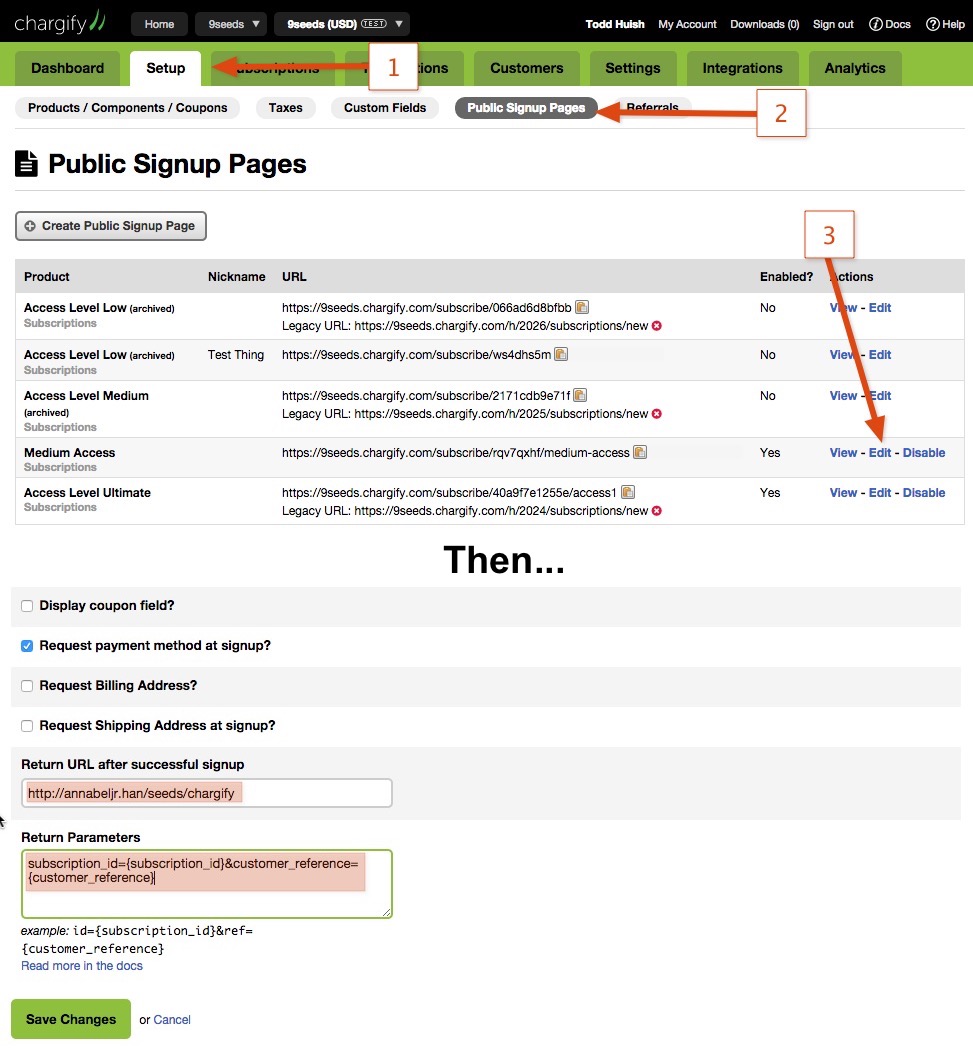 chargify Home 9seeds 9seeds (USD) TEST Todd Huish My Account Downloads (0) Sign out Docs Help
Dashboard Setup Subscriptions Customers Settings Integrations Analytics
1
Products / Components / Coupons Taxes Custom Fields Public Signup Pages Referrals
2
Public Signup Pages
Create Public Signup Page
3
Product Nickname URL Enabled? Actions
Access Level Low (archived) https://9seeds.chargify.com/subscribe/066ad6d8bfbb No View - Edit
Subscriptions Legacy URL: https://9seeds.chargify.com/h/2026/subscriptions/new
Access Level Low (archived) Test Thing https://9seeds.chargify.com/subscribe/ws4dhs5m No View - Edit
Subscriptions
Access Level Medium https://9seeds.chargify.com/subscribe/2171cdb9e71f No View - Edit
(archived) Legacy URL: https://9seeds.chargify.com/h/2025/subscriptions/new
Subscriptions
Medium Access https://9seeds.chargify.com/subscribe/rqv7qxhf/medium-access Yes View - Edit - Disable
Subscriptions
Access Level Ultimate https://9seeds.chargify.com/subscribe/40a9f7e1255e/access1 Yes View - Edit - Disable
Subscriptions Legacy URL: https://9seeds.chargify.com/h/2024/subscriptions/new
Then...
Display coupon field?
Request payment method at signup?
Request Billing Address?
Request Shipping Address at signup?
Return URL after successful signup
http://annabeljr.han/seeds/chargify
Return Parameters
subscription_id={subscription_id}&customer_reference=
{customer_reference}
example: id={subscription_id}&ref=
{customer_reference}
Read more in the docs
Save Changes or Cancel